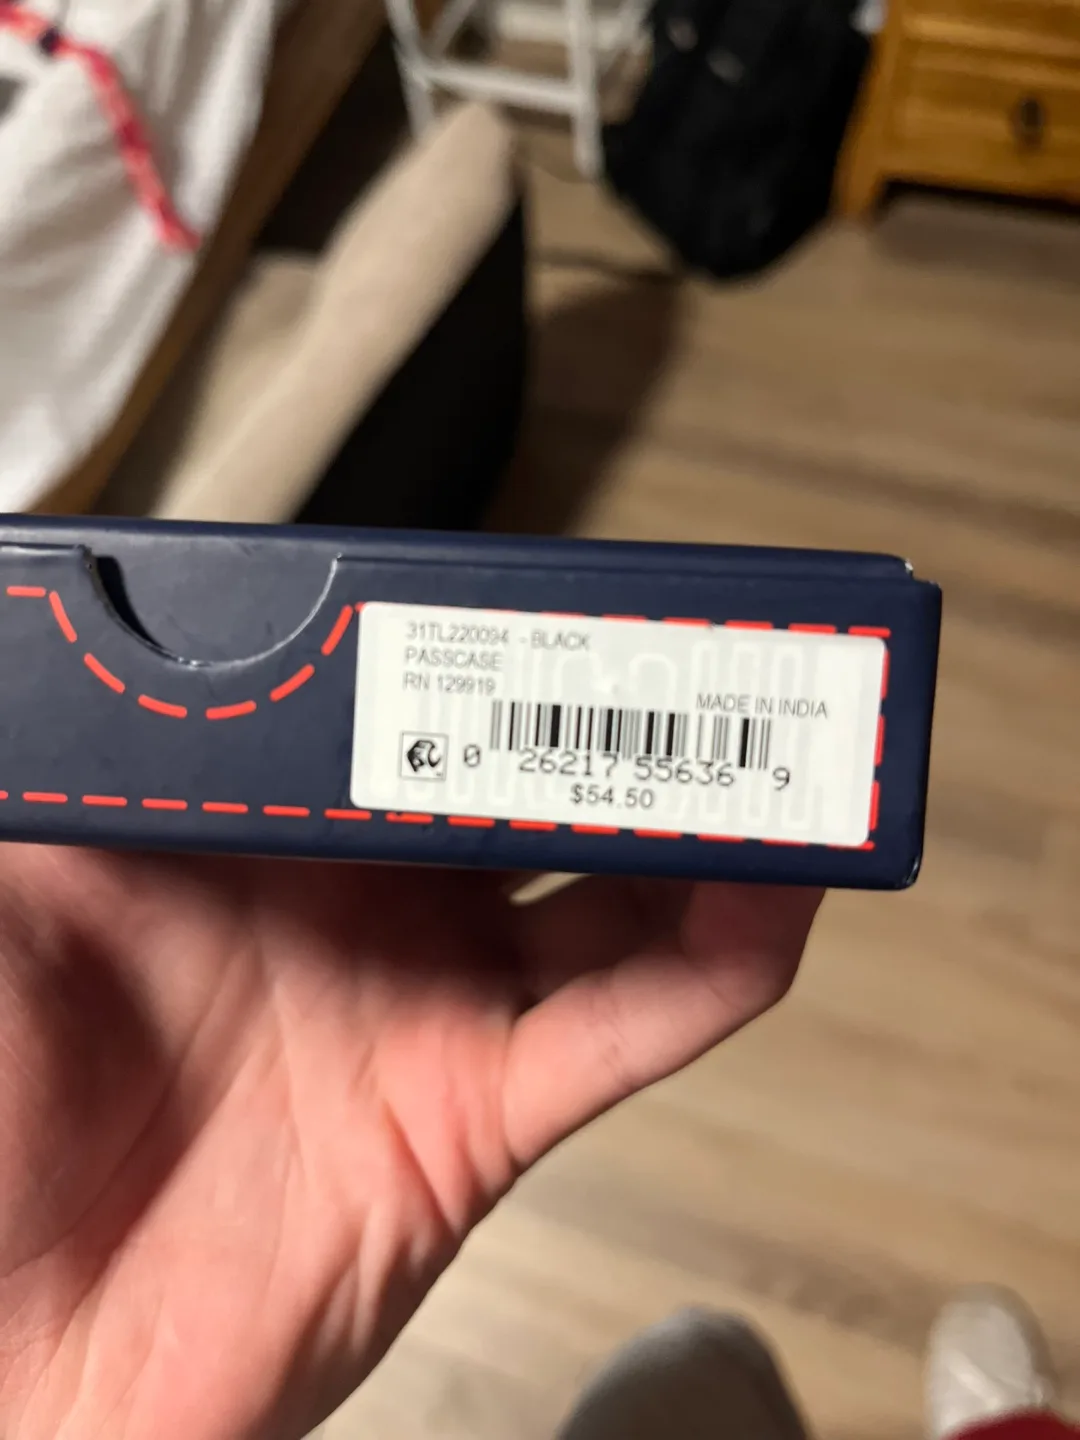 31TL220094 - BLACK
PASSCASE
RN 129919
MADE IN INDIA
0 26217 55636 9
$54.50